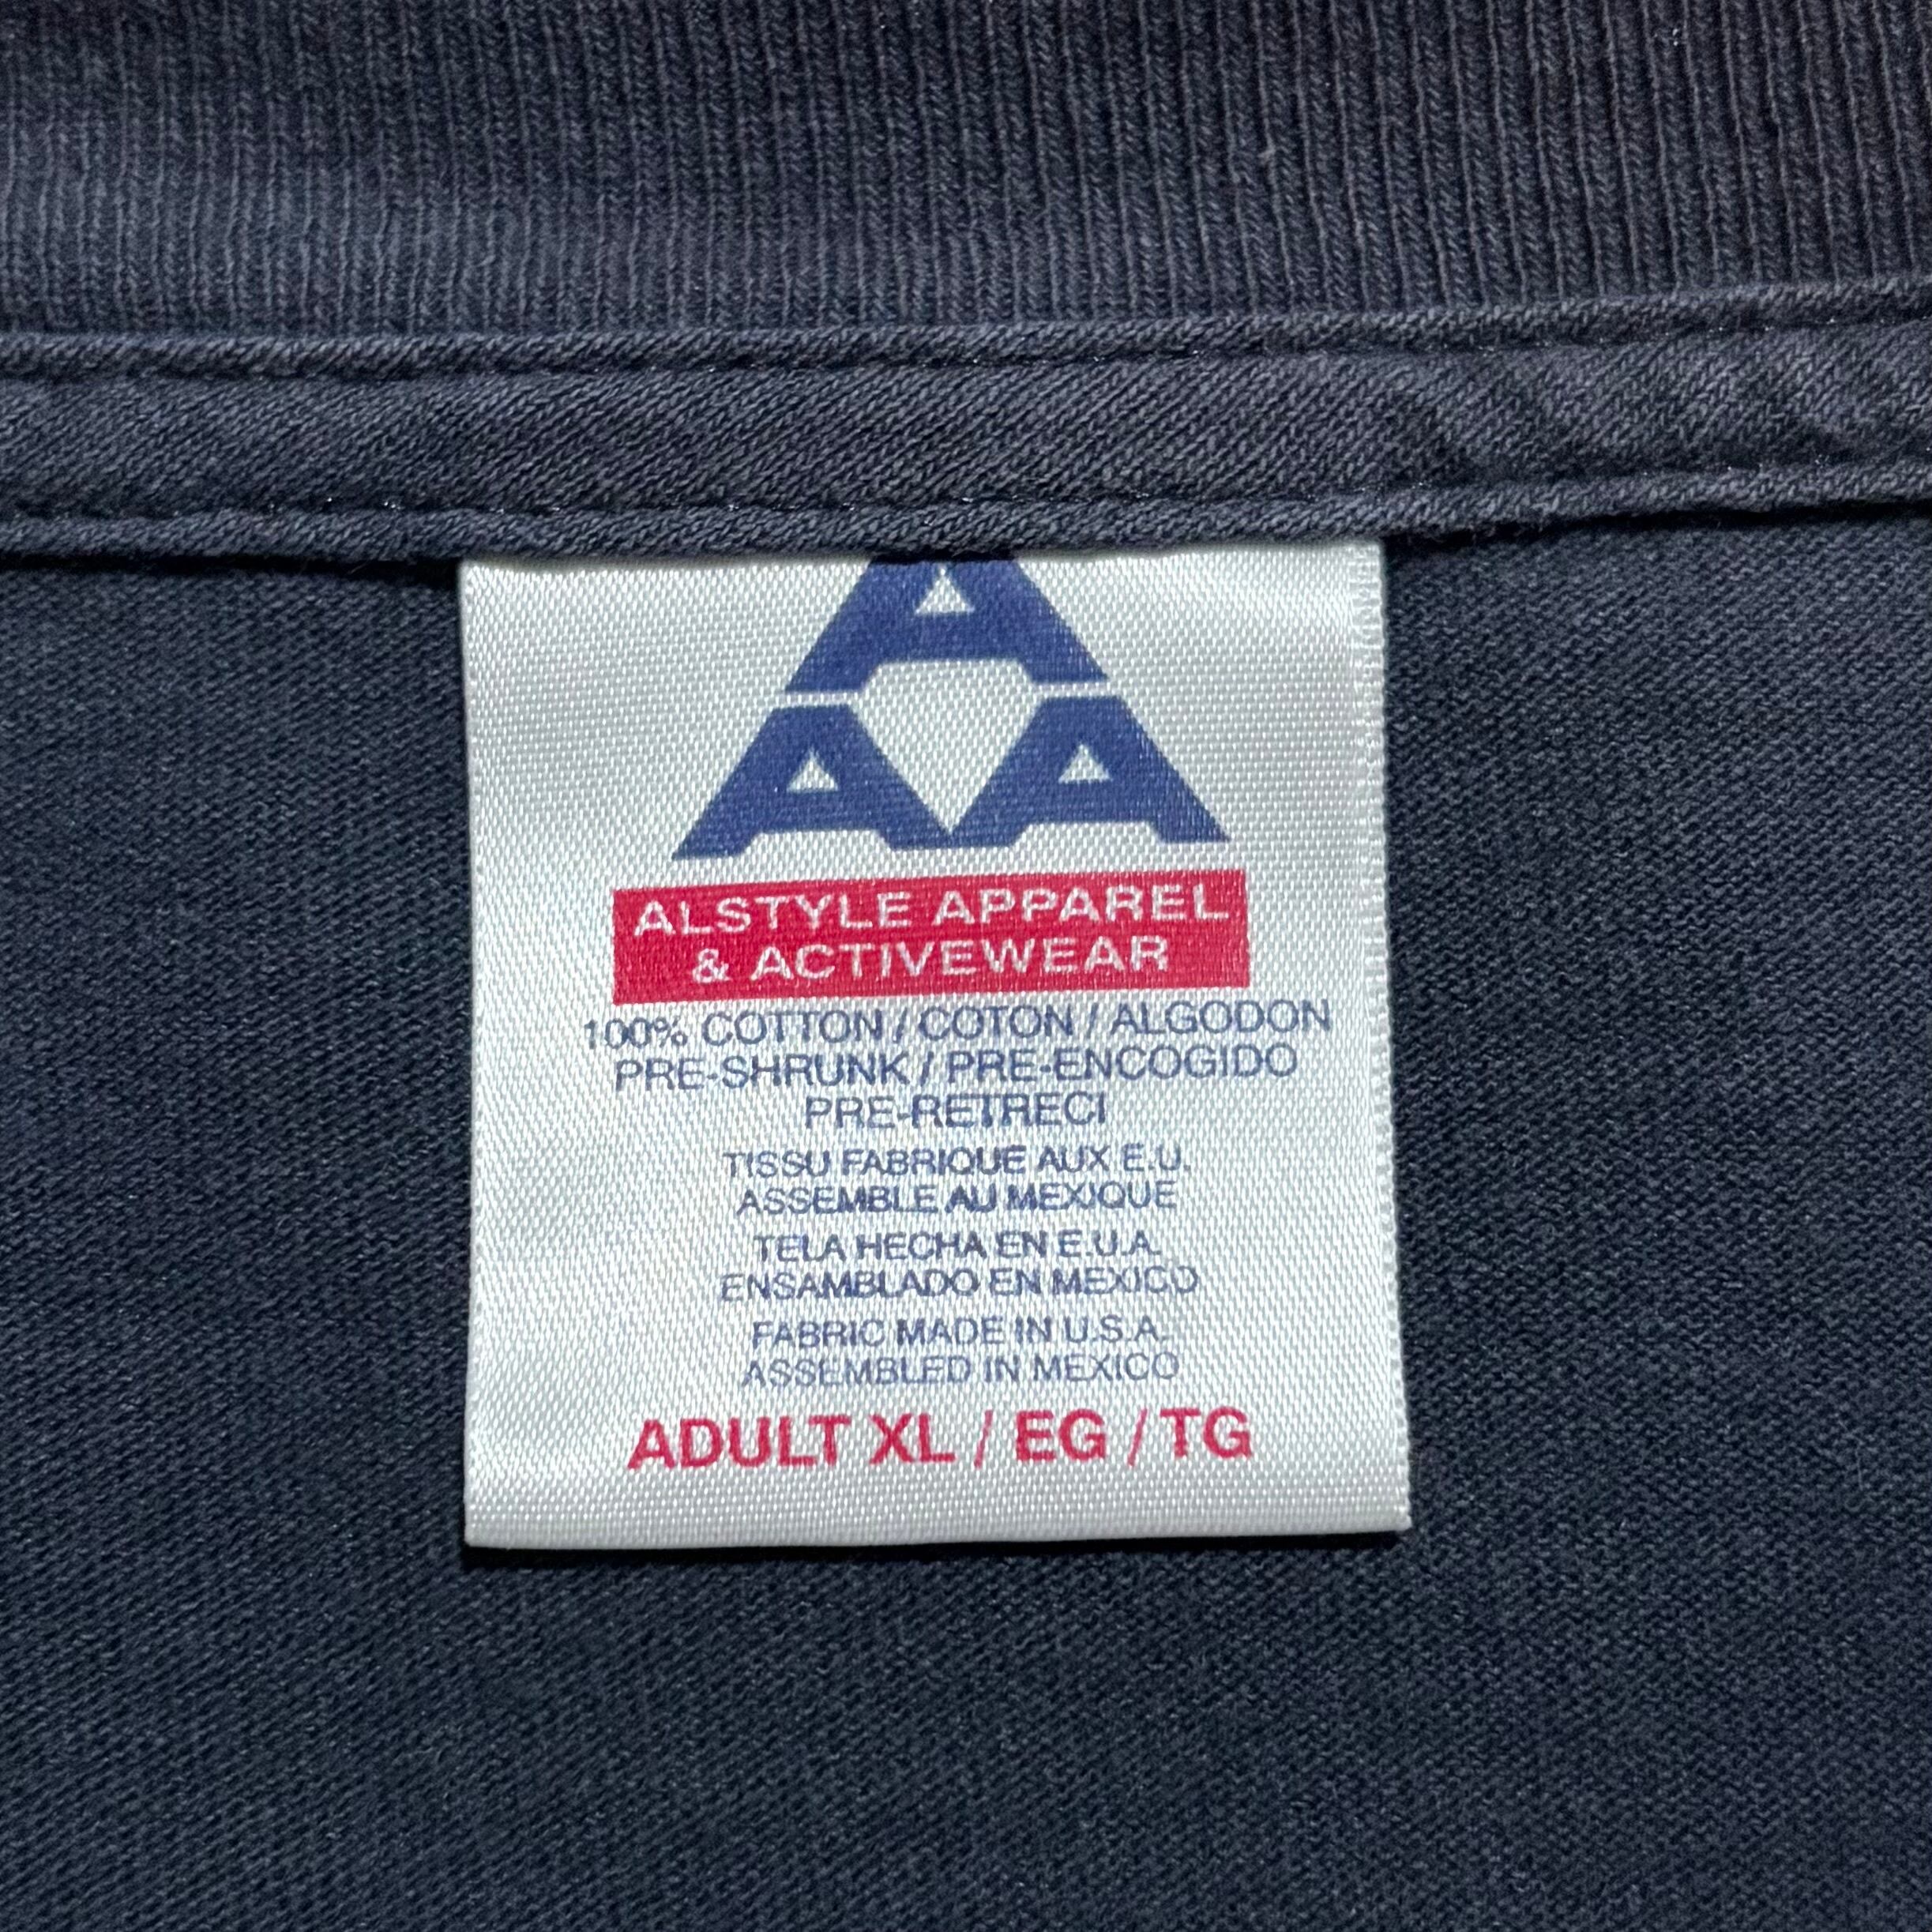 A
AA
ALSTYLE APPAREL
& ACTIVEWEAR
100% COTTON / COTON / ALGODON
PRE-SHRUNK / PRE-ENCOGIDO
PRE-RETRECI
TISSU FABRIQUE AUX E.U.
ASSEMBLE AU MEXIQUE
TELA HECHA EN E.U.A.
ENSAMBLADO EN MEXICO
FABRIC MADE IN U.S.A.
ASSEMBLED IN MEXICO
ADULT XL / EG / TG